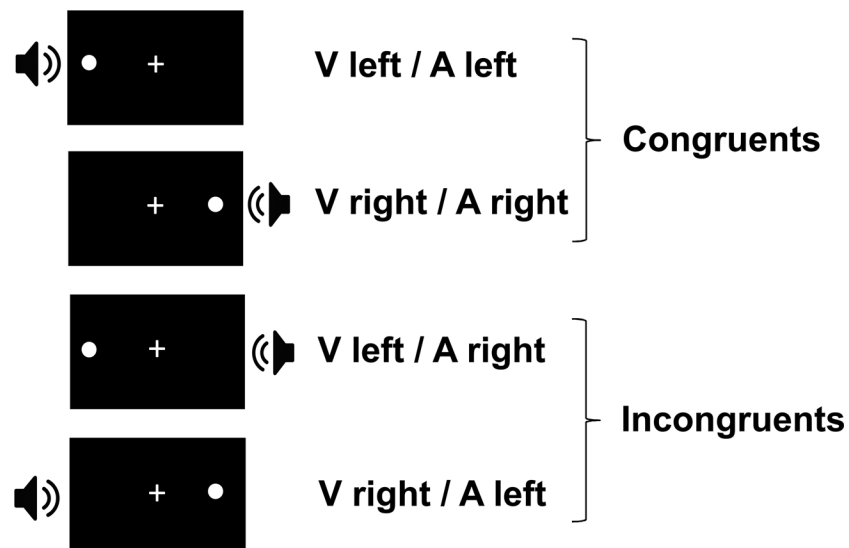 V left / A left
Congruents
V right / A right
V left / A right
Incongruents
V right / A left